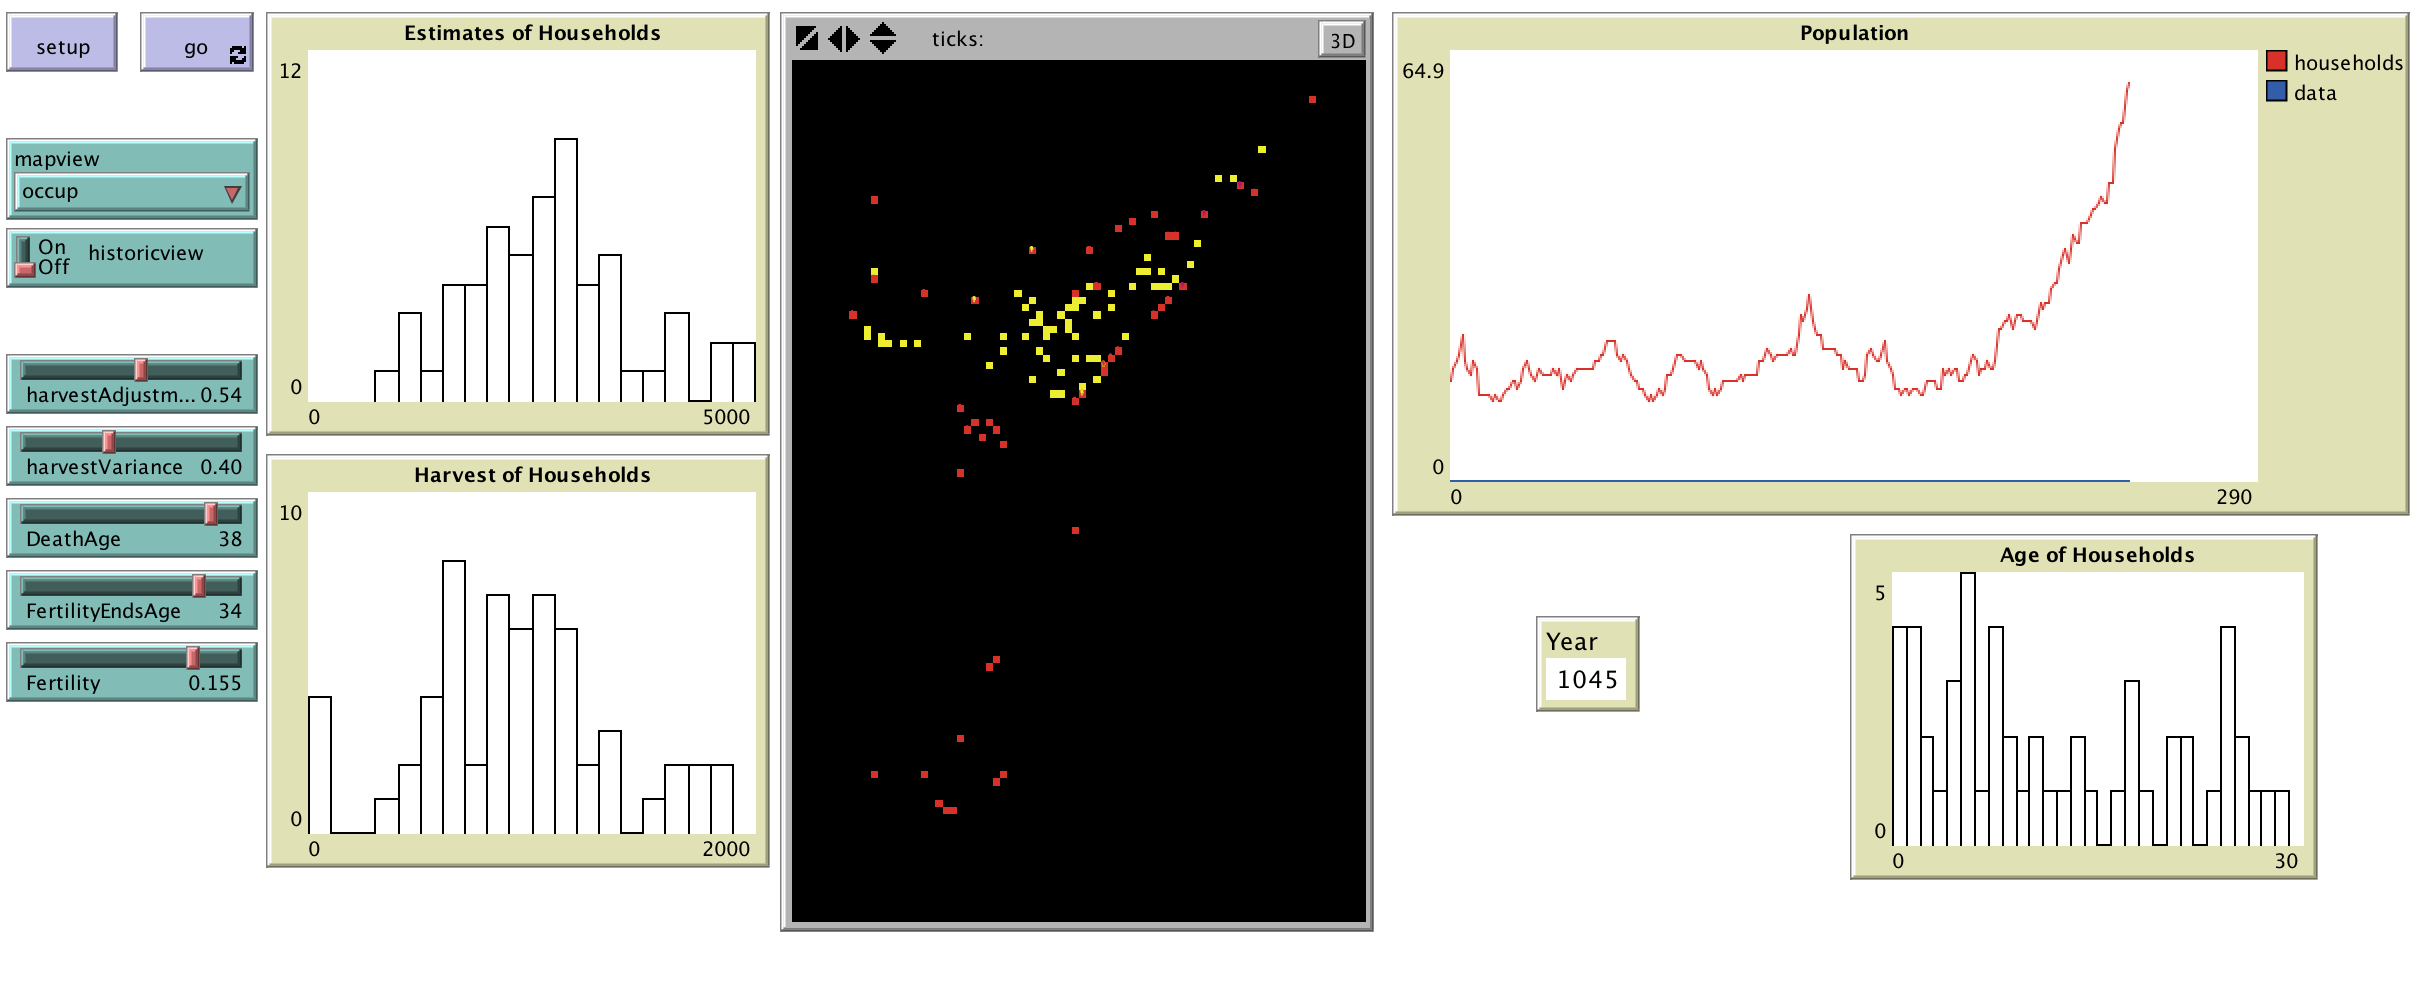 setup
go
mapview
occup
On
Off
historicview
harvestAdjustm... 0.54
harvestVariance 0.40
DeathAge 38
FertilityEndsAge 34
Fertility 0.155
Estimates of Households
12
0
0 5000
Harvest of Households
10
0
0 2000
ticks:
3D
Population
64.9
0
0 290
households
data
Year
1045
Age of Households
5
0
0 30